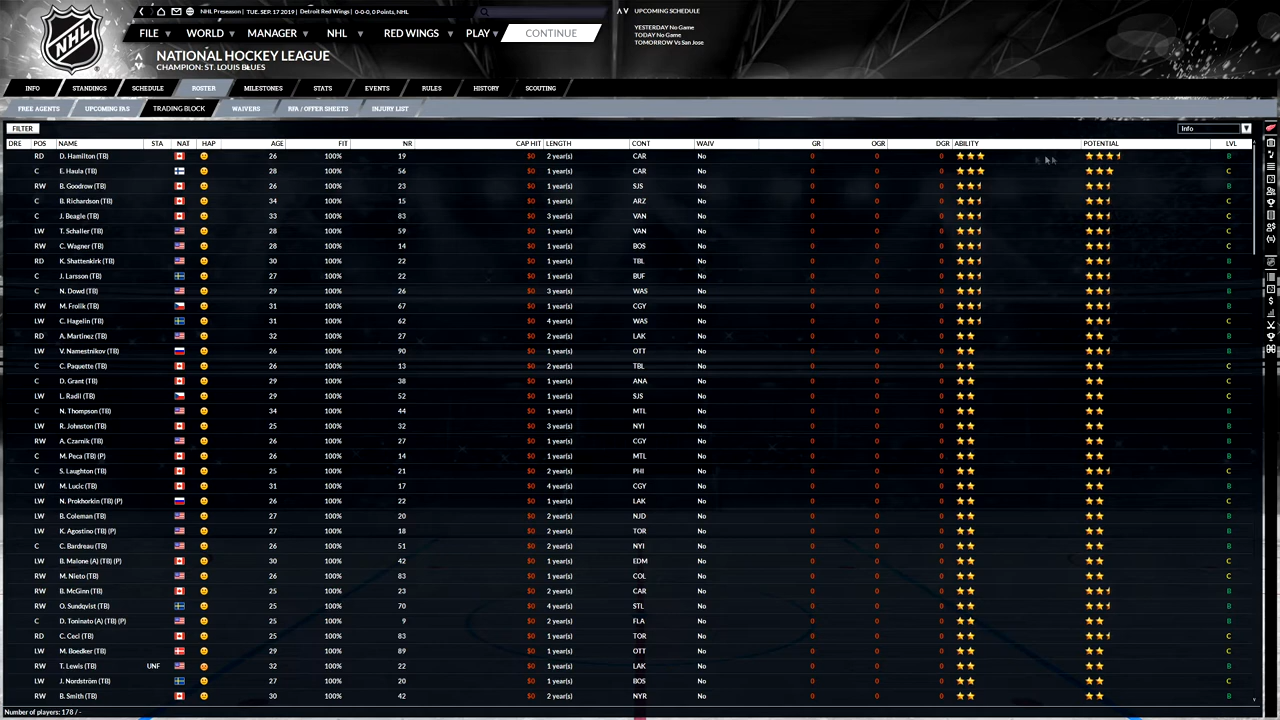 NHL Preseason | TUE. SEP. 17 2019 | Detroit Red Wings | 0-0-0, 0 Points, NHL
UPCOMING SCHEDULE
YESTERDAY No Game
TODAY No Game
TOMORROW Vs San Jose
NHL
FILE WORLD MANAGER NHL RED WINGS PLAY CONTINUE
NATIONAL HOCKEY LEAGUE
CHAMPION: ST. LOUIS BLUES
INFO STANDINGS SCHEDULE ROSTER MILESTONES STATS EVENTS RULES HISTORY SCOUTING
FREE AGENTS UPCOMING FAS TRADING BLOCK WAIVERS RFA / OFFER SHEETS INJURY LIST
FILTER Info
DRE POS NAME STA NAT HAP AGE FIT NR CAP HIT LENGTH CONT WAIV GR OGR DGR ABILITY POTENTIAL LVL
RD D. Hamilton (TB) 26 100% 19 $0 2 year(s) CAR No 0 0 0 B
C E. Haula (TB) 28 100% 56 $0 1 year(s) CAR No 0 0 0 C
RW B. Goodrow (TB) 26 100% 23 $0 1 year(s) SJS No 0 0 0 B
C B. Richardson (TB) 34 100% 15 $0 1 year(s) ARZ No 0 0 0 C
C J. Beagle (TB) 33 100% 83 $0 3 year(s) VAN No 0 0 0 C
LW T. Schaller (TB) 28 100% 59 $0 1 year(s) VAN No 0 0 0 C
RW C. Wagner (TB) 28 100% 14 $0 1 year(s) BOS No 0 0 0 C
RD K. Shattenkirk (TB) 30 100% 22 $0 1 year(s) TBL No 0 0 0 B
C J. Larsson (TB) 27 100% 22 $0 1 year(s) BUF No 0 0 0 B
C N. Dowd (TB) 29 100% 26 $0 3 year(s) WAS No 0 0 0 B
RW M. Frolik (TB) 31 100% 67 $0 1 year(s) CGY No 0 0 0 B
LW C. Hagelin (TB) 31 100% 62 $0 4 year(s) WAS No 0 0 0 C
RD A. Martinez (TB) 32 100% 27 $0 2 year(s) LAK No 0 0 0 B
LW V. Namestnikov (TB) 26 100% 90 $0 1 year(s) OTT No 0 0 0 B
C C. Paquette (TB) 26 100% 13 $0 2 year(s) TBL No 0 0 0 B
C D. Grant (TB) 29 100% 38 $0 1 year(s) ANA No 0 0 0 C
LW L. Radil (TB) 29 100% 52 $0 1 year(s) SJS No 0 0 0 C
C N. Thompson (TB) 34 100% 44 $0 1 year(s) MTL No 0 0 0 B
LW R. Johnston (TB) 25 100% 32 $0 3 year(s) NYI No 0 0 0 B
RW A. Czarnik (TB) 26 100% 27 $0 1 year(s) CGY No 0 0 0 B
C M. Peca (TB) (P) 26 100% 14 $0 1 year(s) MTL No 0 0 0 B
C S. Laughton (TB) 25 100% 21 $0 2 year(s) PHI No 0 0 0 C
LW M. Lucic (TB) 31 100% 17 $0 4 year(s) CGY No 0 0 0 B
LW N. Prokhorkin (TB) (P) 26 100% 22 $0 1 year(s) LAK No 0 0 0 C
LW B. Coleman (TB) 27 100% 20 $0 2 year(s) NJD No 0 0 0 B
LW K. Agostino (TB) (P) 27 100% 18 $0 2 year(s) TOR No 0 0 0 B
C C. Bardreau (TB) 26 100% 51 $0 2 year(s) NYI No 0 0 0 B
LW B. Malone (A) (TB) (P) 30 100% 42 $0 1 year(s) EDM No 0 0 0 C
RW M. Nieto (TB) 26 100% 83 $0 1 year(s) COL No 0 0 0 B
RW B. McGinn (TB) 25 100% 23 $0 2 year(s) CAR No 0 0 0 B
RW O. Sundqvist (TB) 25 100% 70 $0 4 year(s) STL No 0 0 0 B
C D. Toninato (A) (TB) (P) 25 100% 9 $0 1 year(s) FLA No 0 0 0 C
RD C. Ceci (TB) 25 100% 83 $0 1 year(s) TOR No 0 0 0 C
LW M. Boedker (TB) 29 100% 89 $0 1 year(s) OTT No 0 0 0 C
RW T. Lewis (TB) UNF 32 100% 22 $0 1 year(s) LAK No 0 0 0 B
LW J. Nordström (TB) 27 100% 20 $0 1 year(s) BOS No 0 0 0 C
RW B. Smith (TB) 30 100% 42 $0 2 year(s) NYR No 0 0 0 B
Number of players: 178 / -